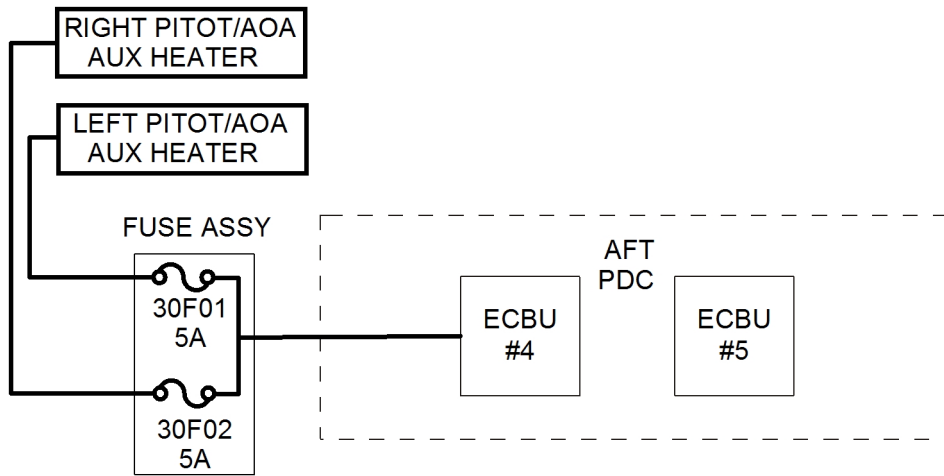 RIGHT PITOT/AOA
AUX HEATER
LEFT PITOT/AOA
AUX HEATER
FUSE ASSY
30F01
5A
30F02
5A
AFT
PDC
ECBU
#4
ECBU
#5